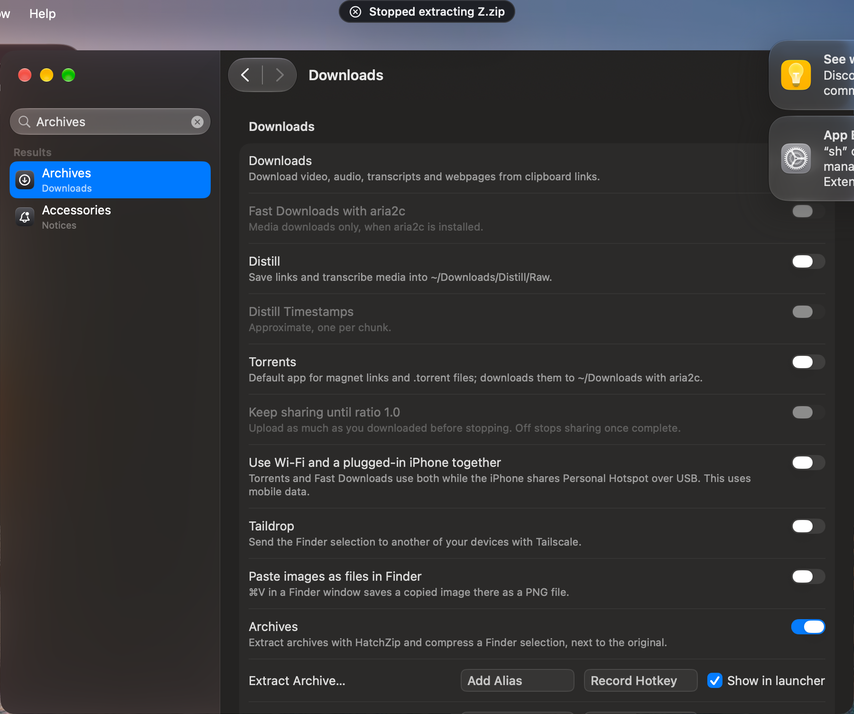 Help
Stopped extracting Z.zip
Downloads
Archives
Results
Archives
Downloads
Accessories
Notices
Downloads
Downloads
Download video, audio, transcripts and webpages from clipboard links.
Fast Downloads with aria2c
Media downloads only, when aria2c is installed.
Distill
Save links and transcribe media into ~/Downloads/Distill/Raw.
Distill Timestamps
Approximate, one per chunk.
Torrents
Default app for magnet links and .torrent files; downloads them to ~/Downloads with aria2c.
Keep sharing until ratio 1.0
Upload as much as you downloaded before stopping. Off stops sharing once complete.
Use Wi-Fi and a plugged-in iPhone together
Torrents and Fast Downloads use both while the iPhone shares Personal Hotspot over USB. This uses
mobile data.
Taildrop
Send the Finder selection to another of your devices with Tailscale.
Paste images as files in Finder
⌘V in a Finder window saves a copied image there as a PNG file.
Archives
Extract archives with HatchZip and compress a Finder selection, next to the original.
Extract Archive... Add Alias Record Hotkey Show in launcher
See
App
"sh"